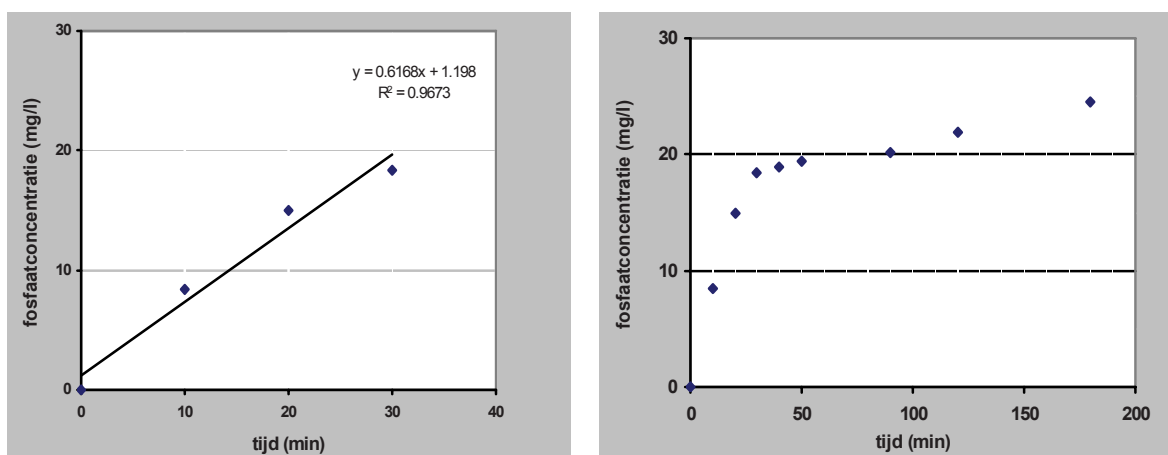 30
20
10
0
0 10 20 30 40
fosfaatconcentratie (mg/l)
tijd (min)
y = 0.6168x + 1.198
R² = 0.9673
30
20
10
0
0 50 100 150 200
fosfaatconcentratie (mg/l)
tijd (min)